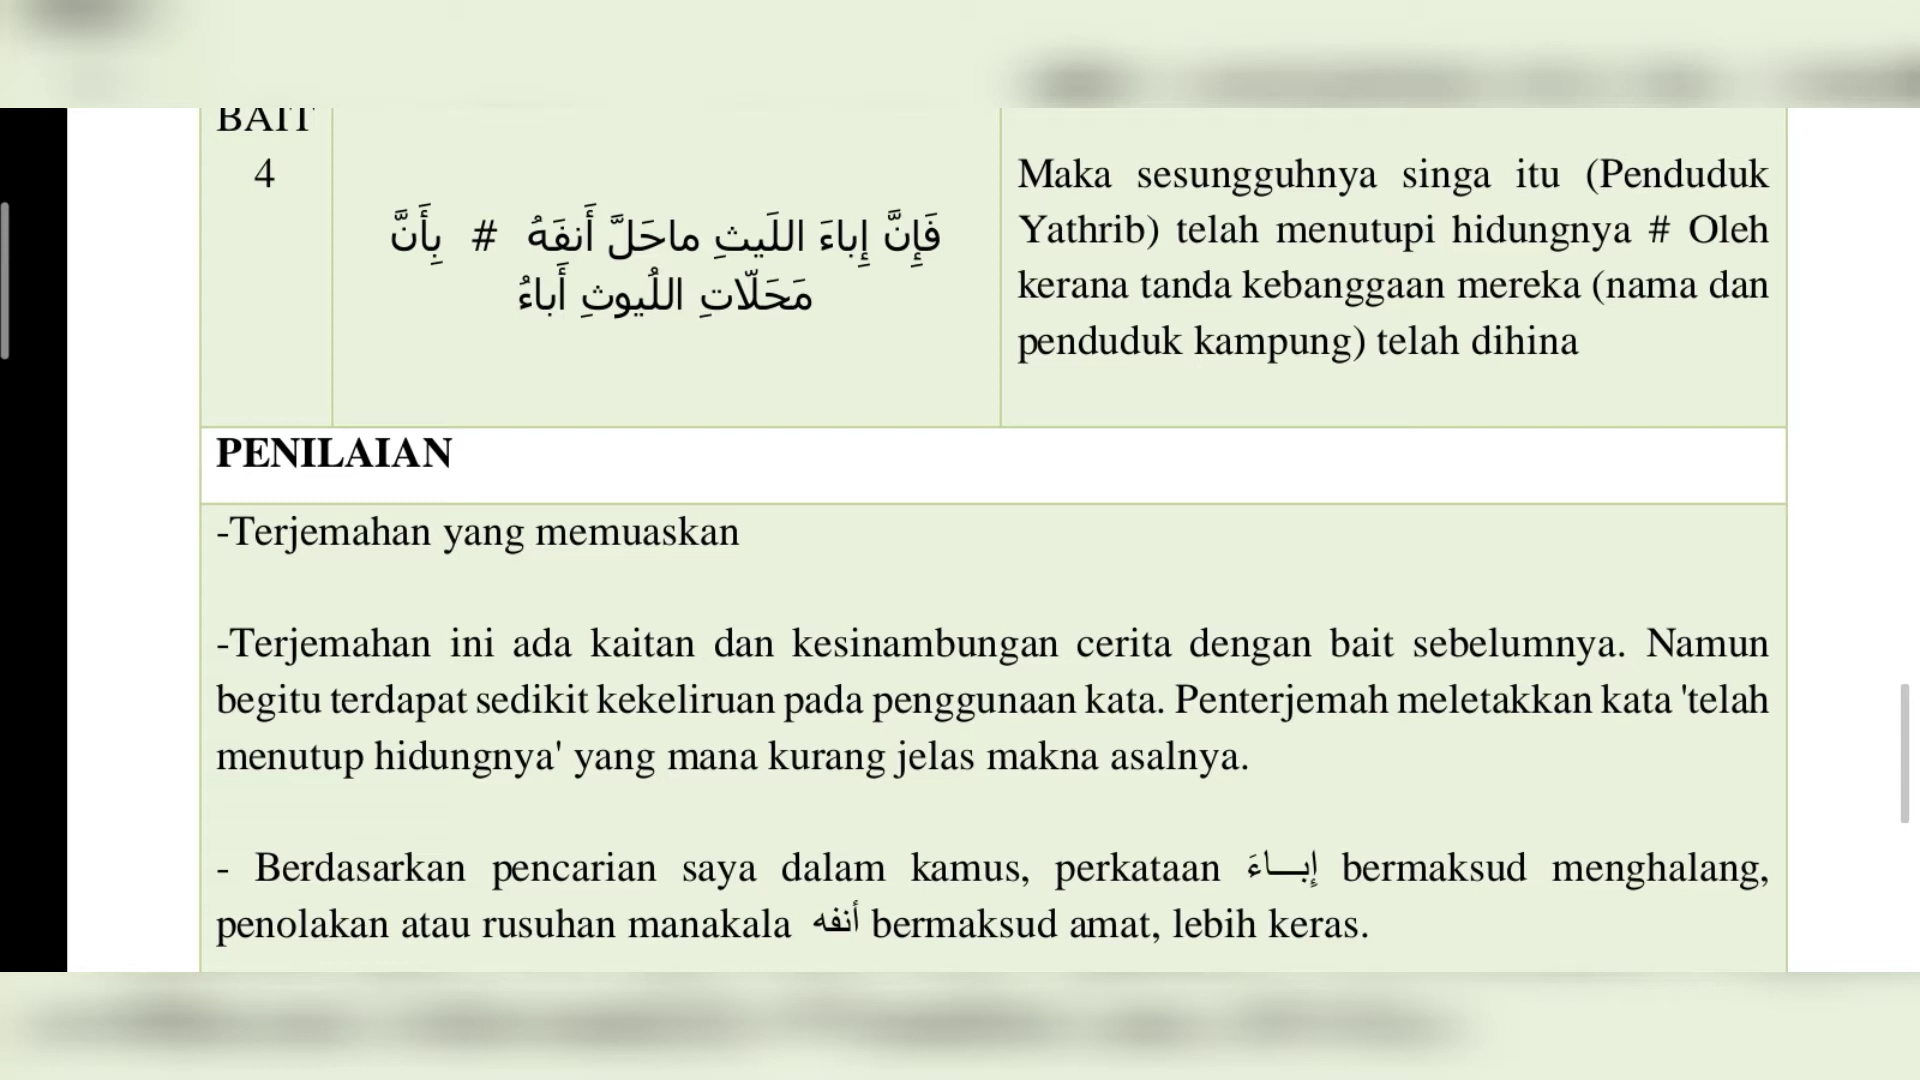 BAIT
4
فَإِنَّ إِباءَ اللَيثِ ماحَلَّ أَنفَهُ # بِأَنَّ
مَحَلّاتِ اللُيوثِ أَباءُ
Maka sesungguhnya singa itu (Penduduk
Yathrib) telah menutupi hidungnya # Oleh
kerana tanda kebanggaan mereka (nama dan
penduduk kampung) telah dihina
PENILAIAN
-Terjemahan yang memuaskan
-Terjemahan ini ada kaitan dan kesinambungan cerita dengan bait sebelumnya. Namun
begitu terdapat sedikit kekeliruan pada penggunaan kata. Penterjemah meletakkan kata 'telah
menutup hidungnya' yang mana kurang jelas makna asalnya.
- Berdasarkan pencarian saya dalam kamus, perkataan إبــاءَ bermaksud menghalang,
penolakan atau rusuhan manakala أنفه bermaksud amat, lebih keras.